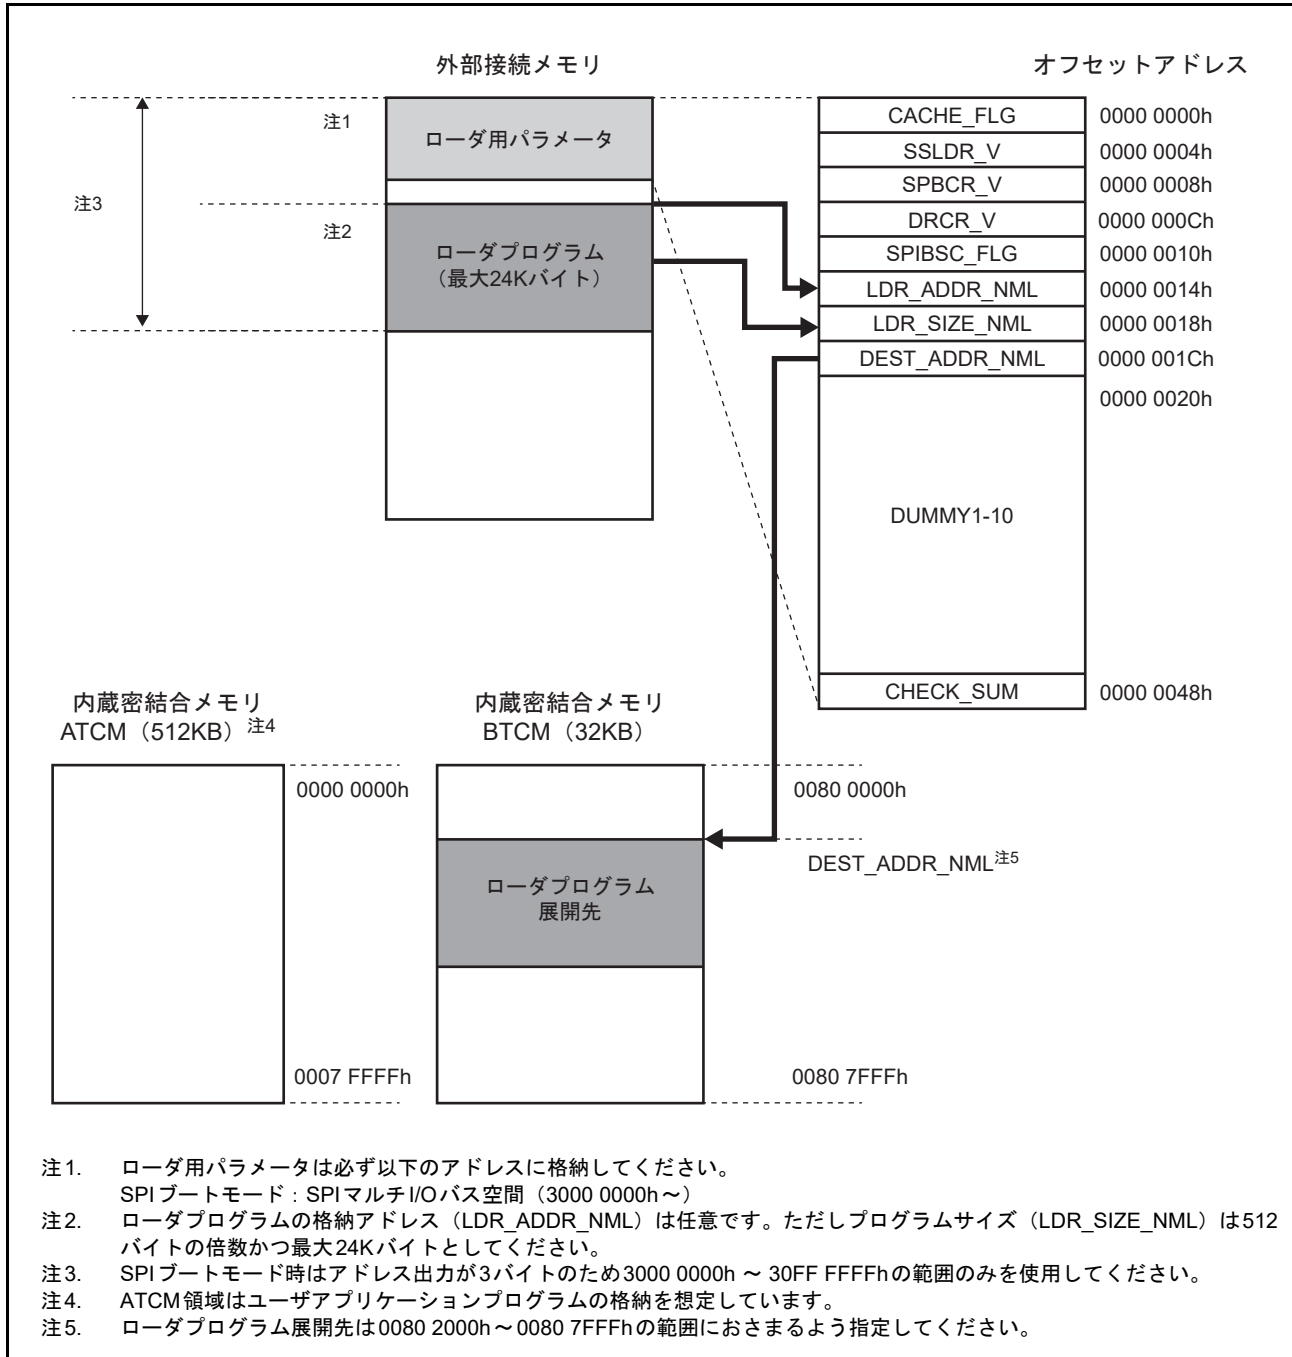 外部接続メモリ
オフセットアドレス
注1
ローダ用パラメータ
注3
注2
ローダプログラム
（最大24Kバイト）
CACHE_FLG 0000 0000h
SSLDR_V 0000 0004h
SPBCR_V 0000 0008h
DRCR_V 0000 000Ch
SPIBSC_FLG 0000 0010h
LDR_ADDR_NML 0000 0014h
LDR_SIZE_NML 0000 0018h
DEST_ADDR_NML 0000 001Ch
0000 0020h
DUMMY1-10
CHECK_SUM 0000 0048h
内蔵密結合メモリ
ATCM（512KB）注4
内蔵密結合メモリ
BTCM（32KB）
0000 0000h
0080 0000h
DEST_ADDR_NML注5
ローダプログラム
展開先
0007 FFFFh
0080 7FFFh
注1. ローダ用パラメータは必ず以下のアドレスに格納してください。
SPIブートモード：SPIマルチI/Oバス空間（3000 0000h～）
注2. ローダプログラムの格納アドレス（LDR_ADDR_NML）は任意です。ただしプログラムサイズ（LDR_SIZE_NML）は512
バイトの倍数かつ最大24Kバイトとしてください。
注3. SPIブートモード時はアドレス出力が3バイトのため3000 0000h ～ 30FF FFFFhの範囲のみを使用してください。
注4. ATCM領域はユーザアプリケーションプログラムの格納を想定しています。
注5. ローダプログラム展開先は0080 2000h～0080 7FFFhの範囲におさまるよう指定してください。